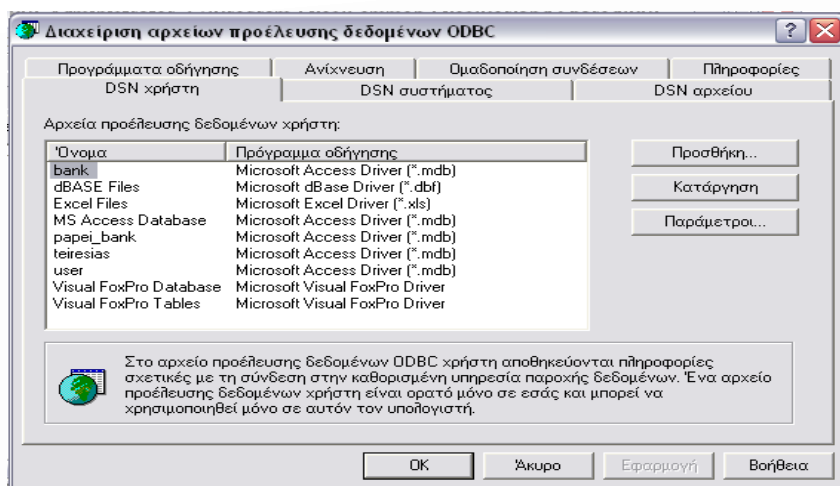 Διαχείριση αρχείων προέλευσης δεδομένων ODBC
Προγράμματα οδήγησης Ανίχνευση Ομαδοποίηση συνδέσεων Πληροφορίες
DSN χρήστη DSN συστήματος DSN αρχείου
Αρχεία προέλευσης δεδομένων χρήστη:
Όνομα Πρόγραμμα οδήγησης
bank Microsoft Access Driver (*.mdb)
dBASE Files Microsoft dBase Driver (*.dbf)
Excel Files Microsoft Excel Driver (*.xls)
MS Access Database Microsoft Access Driver (*.mdb)
papei_bank Microsoft Access Driver (*.mdb)
teiresias Microsoft Access Driver (*.mdb)
user Microsoft Access Driver (*.mdb)
Visual FoxPro Database Microsoft Visual FoxPro Driver
Visual FoxPro Tables Microsoft Visual FoxPro Driver
Προσθήκη...
Κατάργηση
Παράμετροι...
Στο αρχείο προέλευσης δεδομένων ODBC χρήστη αποθηκεύονται πληροφορίες
σχετικές με τη σύνδεση στην καθορισμένη υπηρεσία παροχής δεδομένων. Ένα αρχείο
προέλευσης δεδομένων χρήστη είναι ορατό μόνο σε εσάς και μπορεί να
χρησιμοποιηθεί μόνο σε αυτόν τον υπολογιστή.
OK Άκυρο Εφαρμογή Βοήθεια